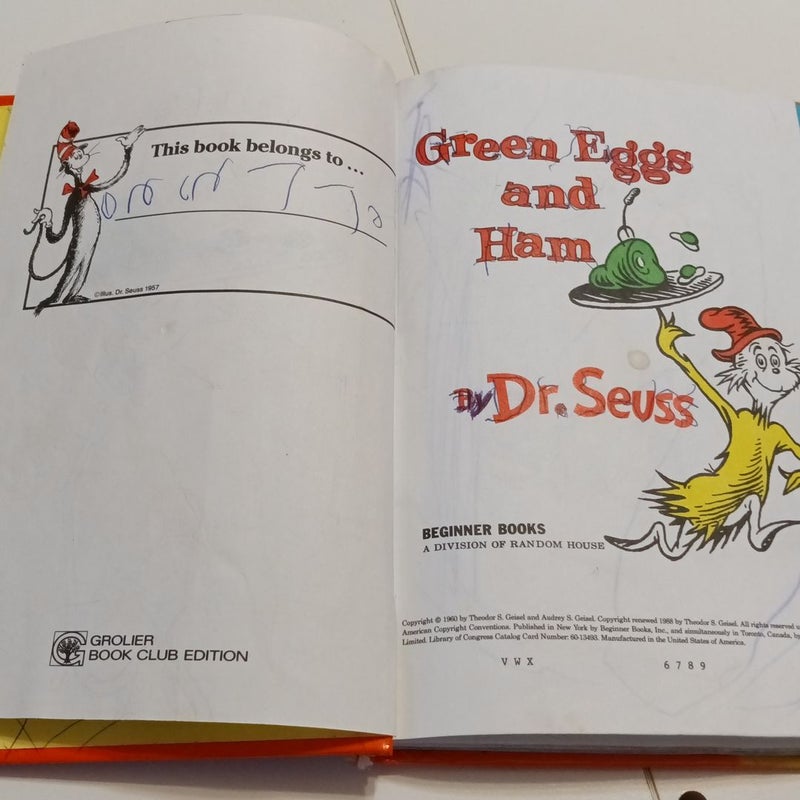 This book belongs to ...
©Illus. Dr. Seuss 1957
GROLIER
BOOK CLUB EDITION
Green Eggs
and
Ham
By Dr. Seuss
BEGINNER BOOKS
A DIVISION OF RANDOM HOUSE
Copyright © 1960 by Theodor S. Geisel and Audrey S. Geisel. Copyright renewed 1988 by Theodor S. Geisel. All rights reserved
American Copyright Conventions. Published in New York by Beginner Books, Inc., and simultaneously in Toronto, Canada, by
Limited. Library of Congress Catalog Card Number: 60-13493. Manufactured in the United States of America.
V W X 6 7 8 9